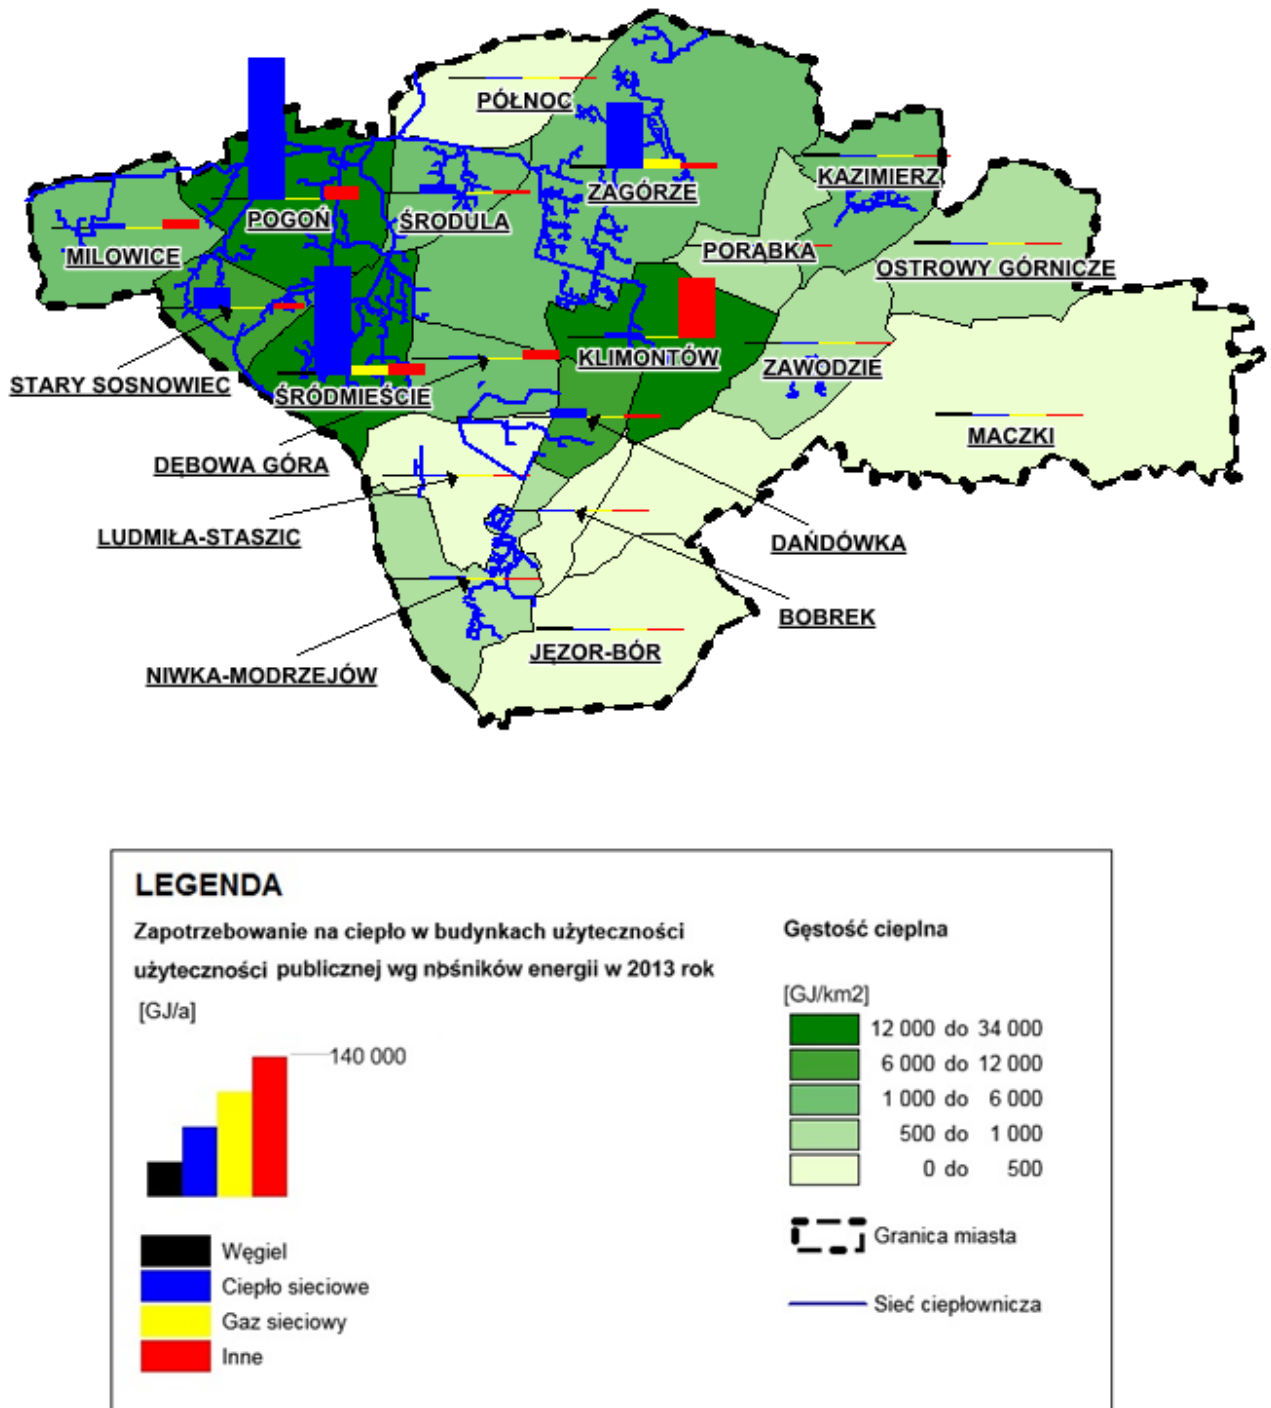 PÓŁNOC
ZAGÓRZE
KAZIMIERZ
POGOŃ
ŚRODULA
MILOWICE
PORĄBKA
OSTROWY GÓRNICZE
KLIMONTÓW
ZAWODZIE
STARY SOSNOWIEC
ŚRÓDMIEŚCIE
MACZKI
DĘBOWA GÓRA
LUDMIŁA-STASZIC
DAŃDÓWKA
BOBREK
JĘZOR-BÓR
NIWKA-MODRZEJÓW
LEGENDA
Zapotrzebowanie na ciepło w budynkach użyteczności
użyteczności publicznej wg nośników energii w 2013 rok
[GJ/a]
140 000
Węgiel
Ciepło sieciowe
Gaz sieciowy
Inne
Gęstość cieplna
[GJ/km2]
12 000 do 34 000
6 000 do 12 000
1 000 do 6 000
500 do 1 000
0 do 500
Granica miasta
Sieć ciepłownicza